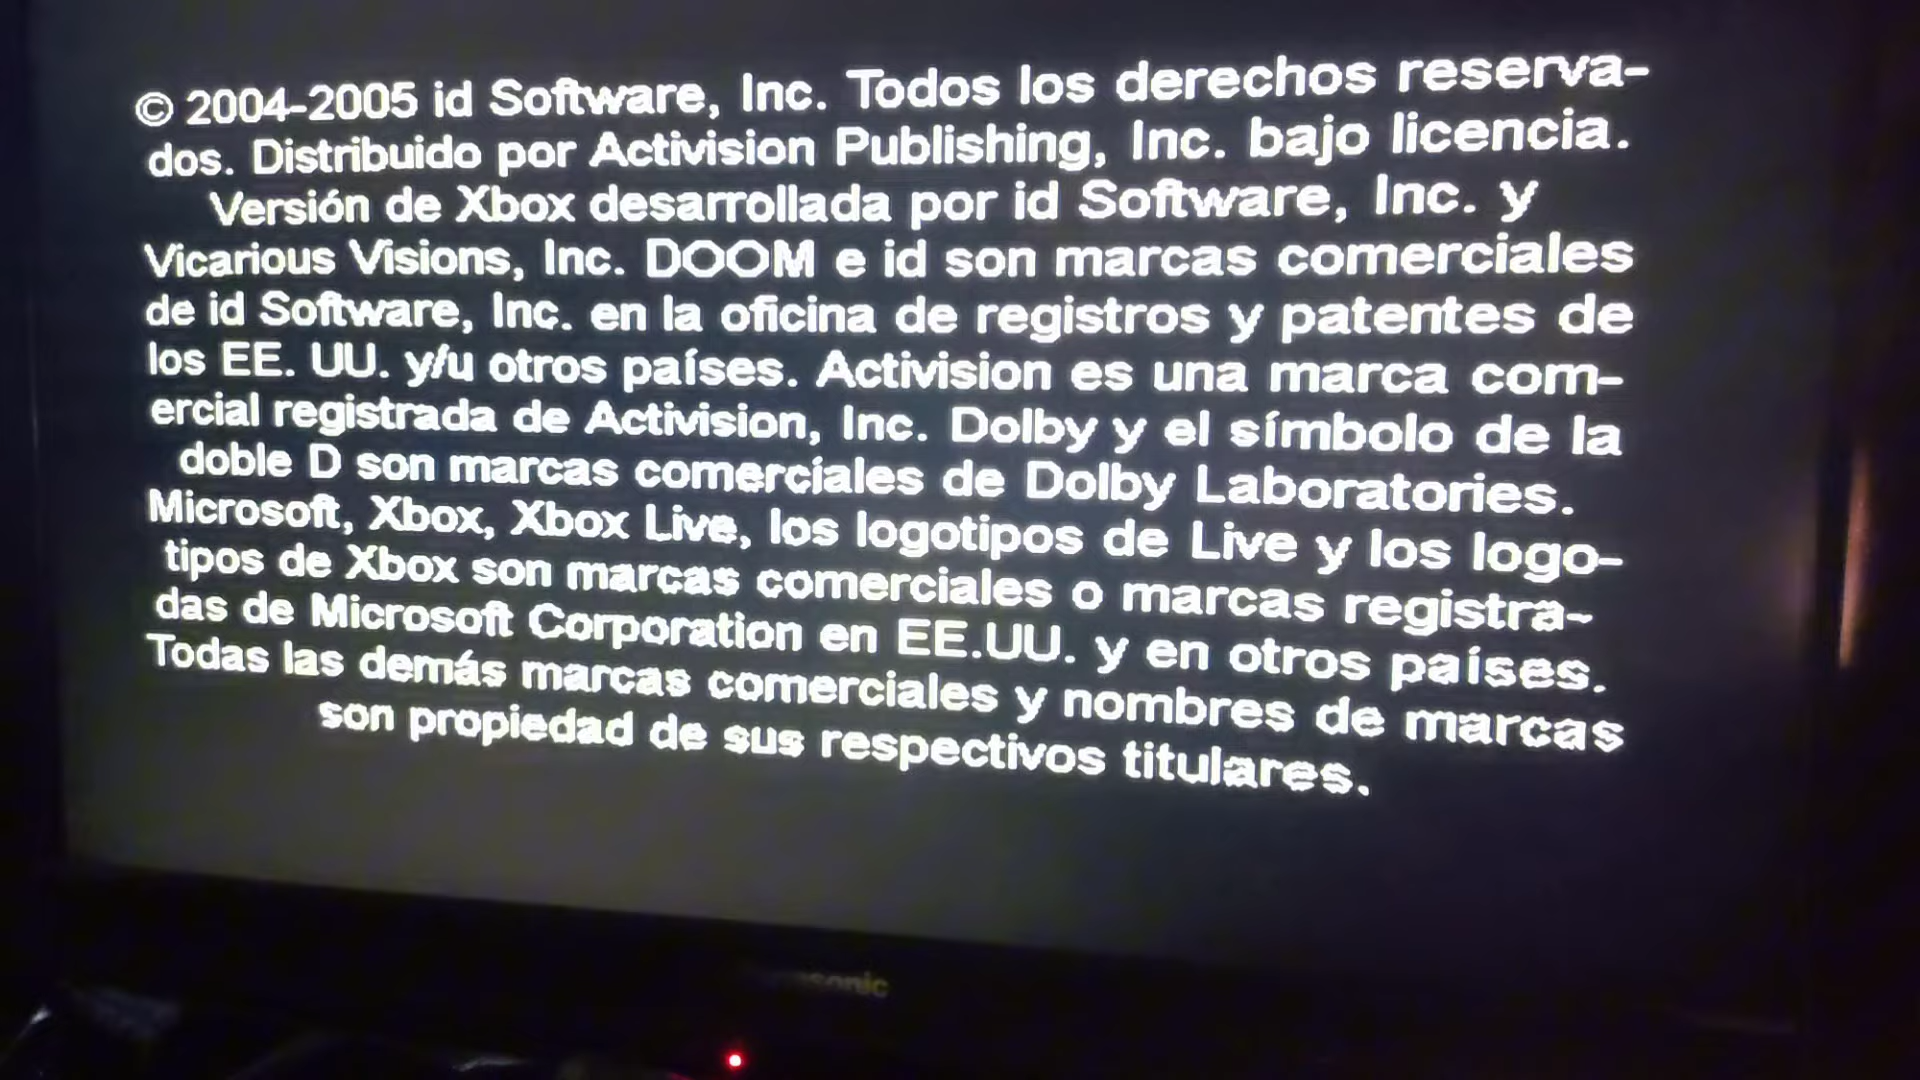 © 2004-2005 id Software, Inc. Todos los derechos reserva-
dos. Distribuido por Activision Publishing, Inc. bajo licencia.
Versión de Xbox desarrollada por id Software, Inc. y
Vicarious Visions, Inc. DOOM e id son marcas comerciales
de id Software, Inc. en la oficina de registros y patentes de
los EE. UU. y/u otros países. Activision es una marca com-
ercial registrada de Activision, Inc. Dolby y el símbolo de la
doble D son marcas comerciales de Dolby Laboratories.
Microsoft, Xbox, Xbox Live, los logotipos de Live y los logo-
tipos de Xbox son marcas comerciales o marcas registra-
das de Microsoft Corporation en EE.UU. y en otros países.
Todas las demás marcas comerciales y nombres de marcas
son propiedad de sus respectivos titulares.
Panasonic